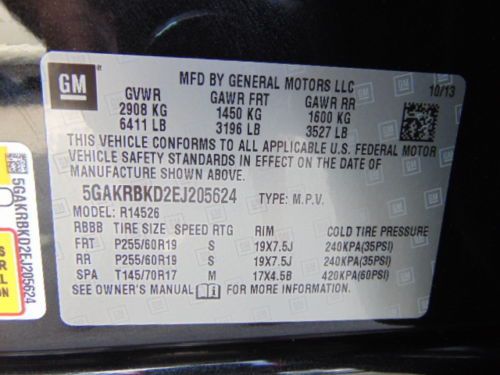 GM
MFD BY GENERAL MOTORS LLC
10/13
GVWR GAWR FRT GAWR RR
2908 KG 1450 KG 1600 KG
6411 LB 3196 LB 3527 LB
THIS VEHICLE CONFORMS TO ALL APPLICABLE U.S. FEDERAL MOTOR
VEHICLE SAFETY STANDARDS IN EFFECT ON THE DATE OF
MANUFACTURE SHOWN ABOVE.
5GAKRBKD2EJ205624 TYPE: M.P.V.
MODEL: R14526
RBBB TIRE SIZE SPEED RTG RIM COLD TIRE PRESSURE
FRT P255/60R19 S 19X7.5J 240KPA(35PSI)
RR P255/60R19 S 19X7.5J 240KPA(35PSI)
SPA T145/70R17 M 17X4.5B 420KPA(60PSI)
SEE OWNER'S MANUAL FOR MORE INFORMATION
5GAKRBKD2EJ205624